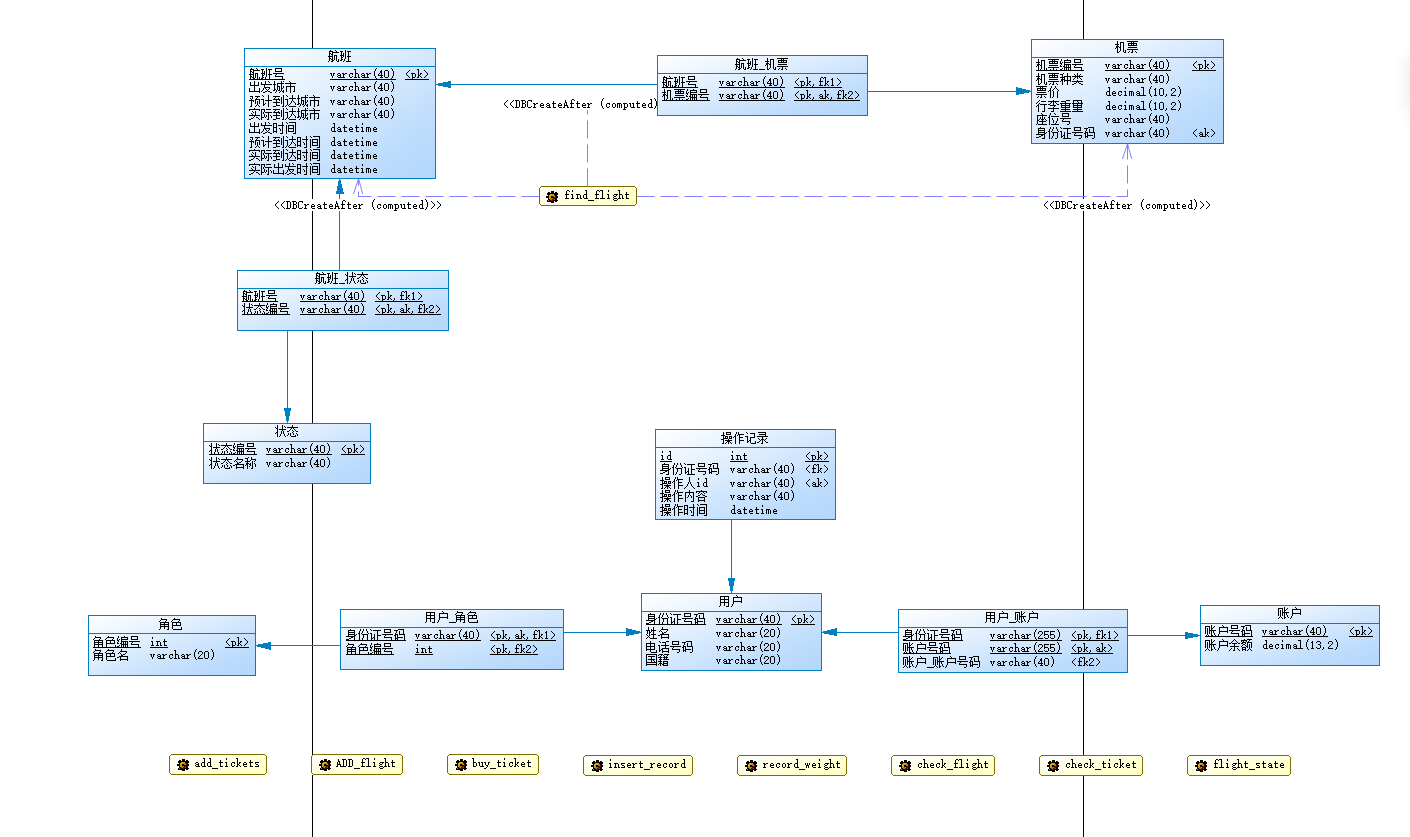 航班
航班号 varchar(40) <pk>
出发城市 varchar(40)
预计到达城市 varchar(40)
实际到达城市 varchar(40)
出发时间 datetime
预计到达时间 datetime
实际到达时间 datetime
实际出发时间 datetime
航班_机票
航班号 varchar(40) <pk,fk1>
机票编号 varchar(40) <pk,ak,fk2>
机票
机票编号 varchar(40) <pk>
机票种类 varchar(40)
票价 decimal(10,2)
行李重量 decimal(10,2)
座位号 varchar(40)
身份证号码 varchar(40) <ak>
<<DBCreateAfter (computed)
find_flight
<<DBCreateAfter (computed)>>
<<DBCreateAfter (computed)>>
航班_状态
航班号 varchar(40) <pk,fk1>
状态编号 varchar(40) <pk,ak,fk2>
状态
状态编号 varchar(40) <pk>
状态名称 varchar(40)
操作记录
id int <pk>
身份证号码 varchar(40) <fk>
操作人id varchar(40) <ak>
操作内容 varchar(40)
操作时间 datetime
角色
角色编号 int <pk>
角色名 varchar(20)
用户_角色
身份证号码 varchar(40) <pk,ak,fk1>
角色编号 int <pk,fk2>
用户
身份证号码 varchar(40) <pk>
姓名 varchar(20)
电话号码 varchar(20)
国籍 varchar(20)
用户_账户
身份证号码 varchar(255) <pk,fk1>
账户号码 varchar(255) <pk,ak>
账户_账户号码 varchar(40) <fk2>
账户
账户号码 varchar(40) <pk>
账户余额 decimal(13,2)
add_tickets
ADD_flight
buy_ticket
insert_record
record_weight
check_flight
check_ticket
flight_state